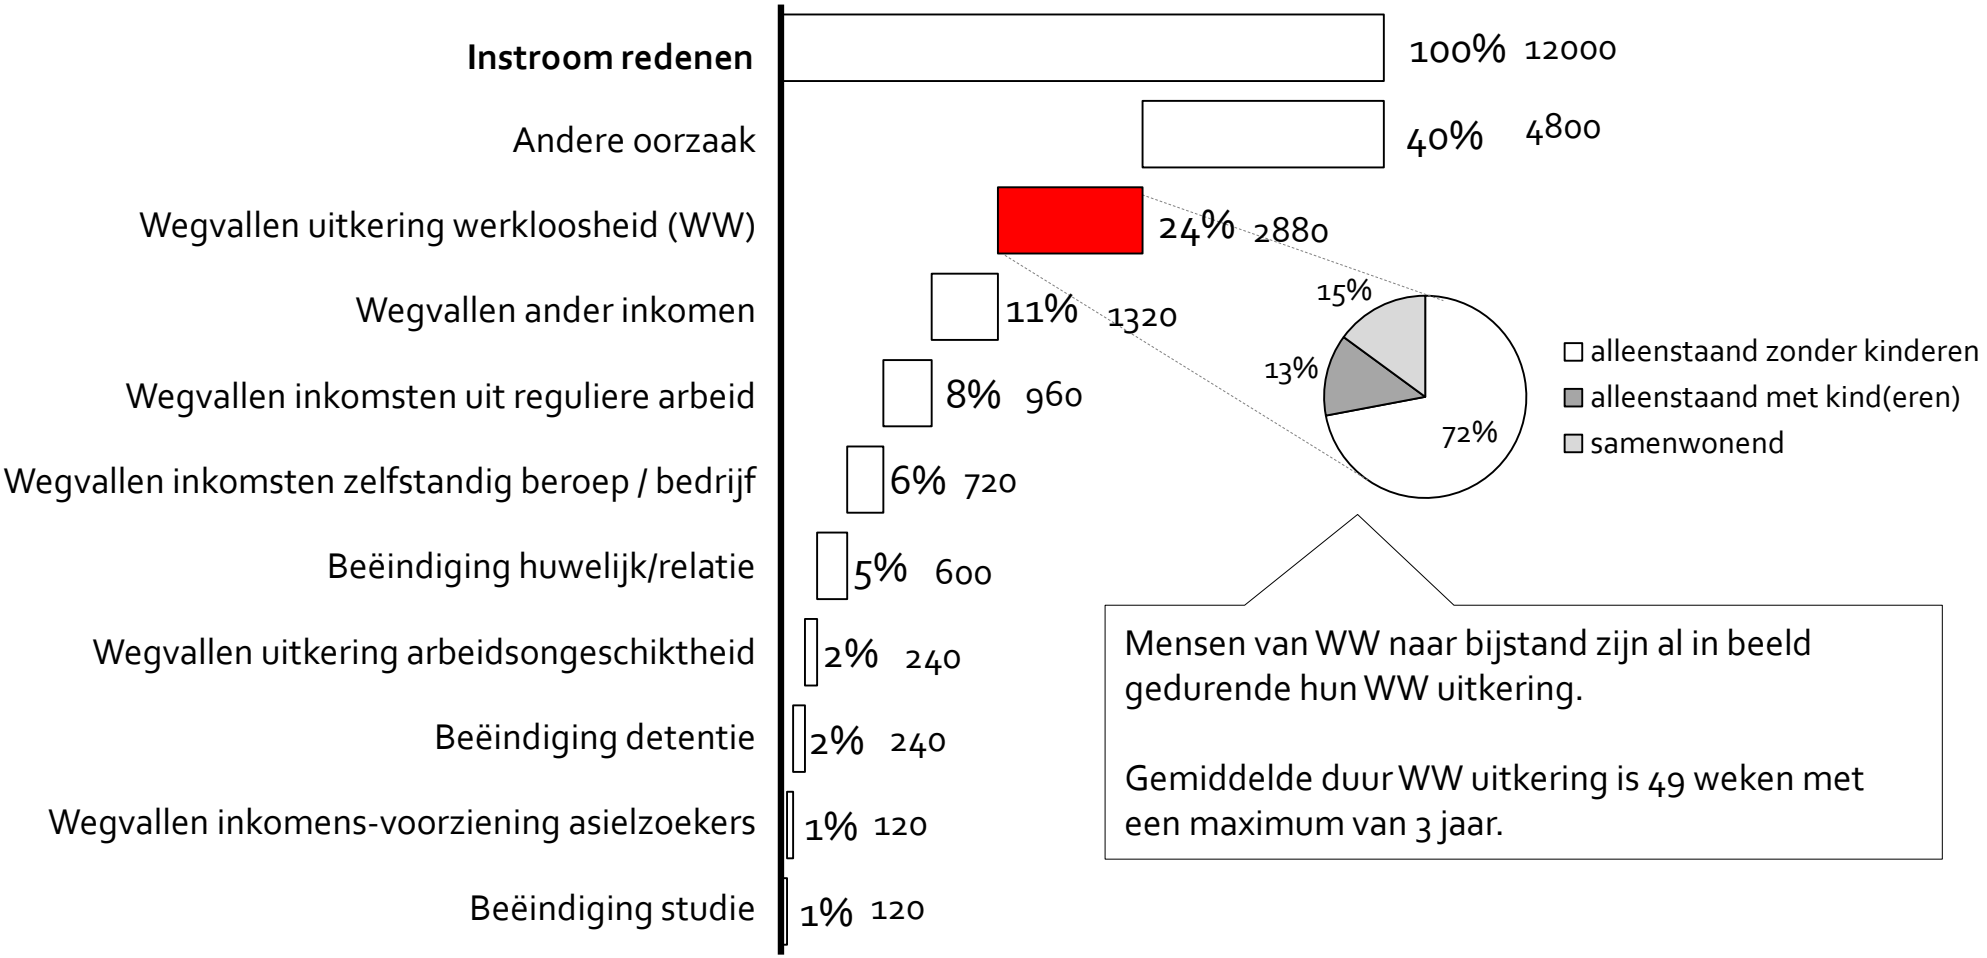 Instroom redenen 100% 12000
Andere oorzaak 40% 4800
Wegvallen uitkering werkloosheid (WW) 24% 2880
Wegvallen ander inkomen 11% 1320
Wegvallen inkomsten uit reguliere arbeid 8% 960
Wegvallen inkomsten zelfstandig beroep / bedrijf 6% 720
Beëindiging huwelijk/relatie 5% 600
Wegvallen uitkering arbeidsongeschiktheid 2% 240
Beëindiging detentie 2% 240
Wegvallen inkomens-voorziening asielzoekers 1% 120
Beëindiging studie 1% 120
15%
13%
72%
alleenstaand zonder kinderen
alleenstaand met kind(eren)
samenwonend
Mensen van WW naar bijstand zijn al in beeld
gedurende hun WW uitkering.
Gemiddelde duur WW uitkering is 49 weken met
een maximum van 3 jaar.